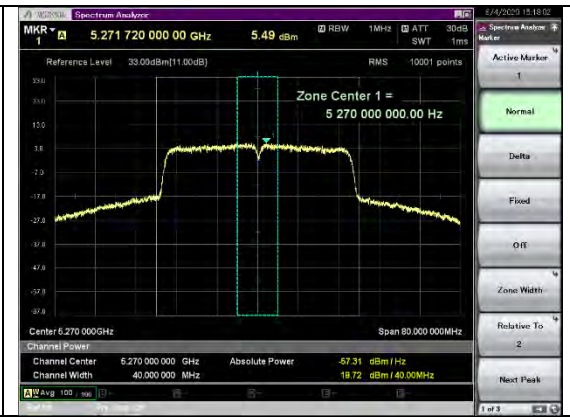 Spectrum Analyzer
6/4/2020 15:18:02
MKR 1 5.271 720 000 00 GHz 5.49 dBm RBW 1MHz ATT 30dB
SWT 1ms
Reference Level 33.00dBm[11.00dB] RMS 10001 points
Zone Center 1 =
5 270 000 000.00 Hz
23.0
13.0
3.0
-7.0
-17.0
-27.0
-37.0
-47.0
-57.0
-67.0
Center 5.270 000GHz Span 80.000 000MHz
Channel Power
Channel Center 5.270 000 000 GHz Absolute Power -57.31 dBm/Hz
Channel Width 40.000 000 MHz 18.72 dBm/40.00MHz
WAvg 100 / 100
Spectrum Analyzer
Marker
Active Marker
1
Normal
Delta
Fixed
Off
Zone Width
Relative To
2
Next Peak
1 of 3